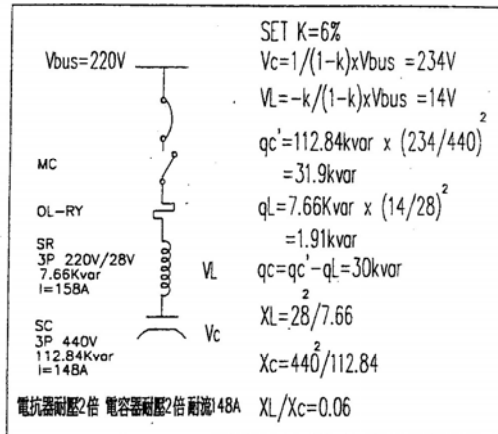 SET K=6%
Vbus=220V
Vc=1/(1-k)xVbus =234V
VL=-k/(1-k)xVbus =14V
qc'=112.84kvar x (234/440)²
=31.9kvar
MC
OL-RY
qL=7.66Kvar x (14/28)²
=1.91kvar
SR
3P 220V/28V
7.66Kvar
I=158A
VL
qc=qc'-qL=30kvar
XL=28²/7.66
SC
3P 440V
112.84Kvar
I=148A
Vc
Xc=440²/112.84
電抗器耐壓2倍 電容器耐壓2倍 耐流148A
XL/Xc=0.06